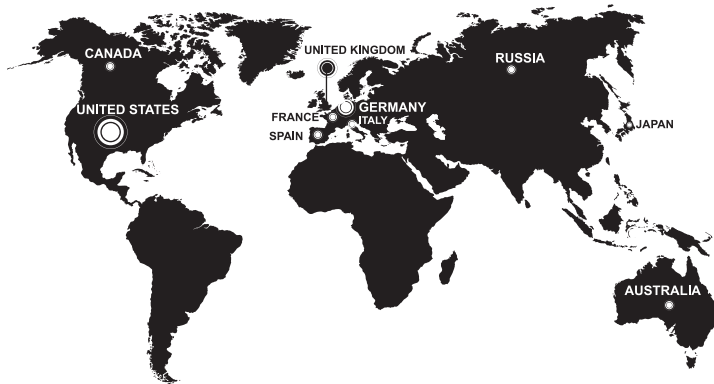 CANADA
UNITED KINGDOM
RUSSIA
UNITED STATES
GERMANY
FRANCE
ITALY
JAPAN
SPAIN
AUSTRALIA